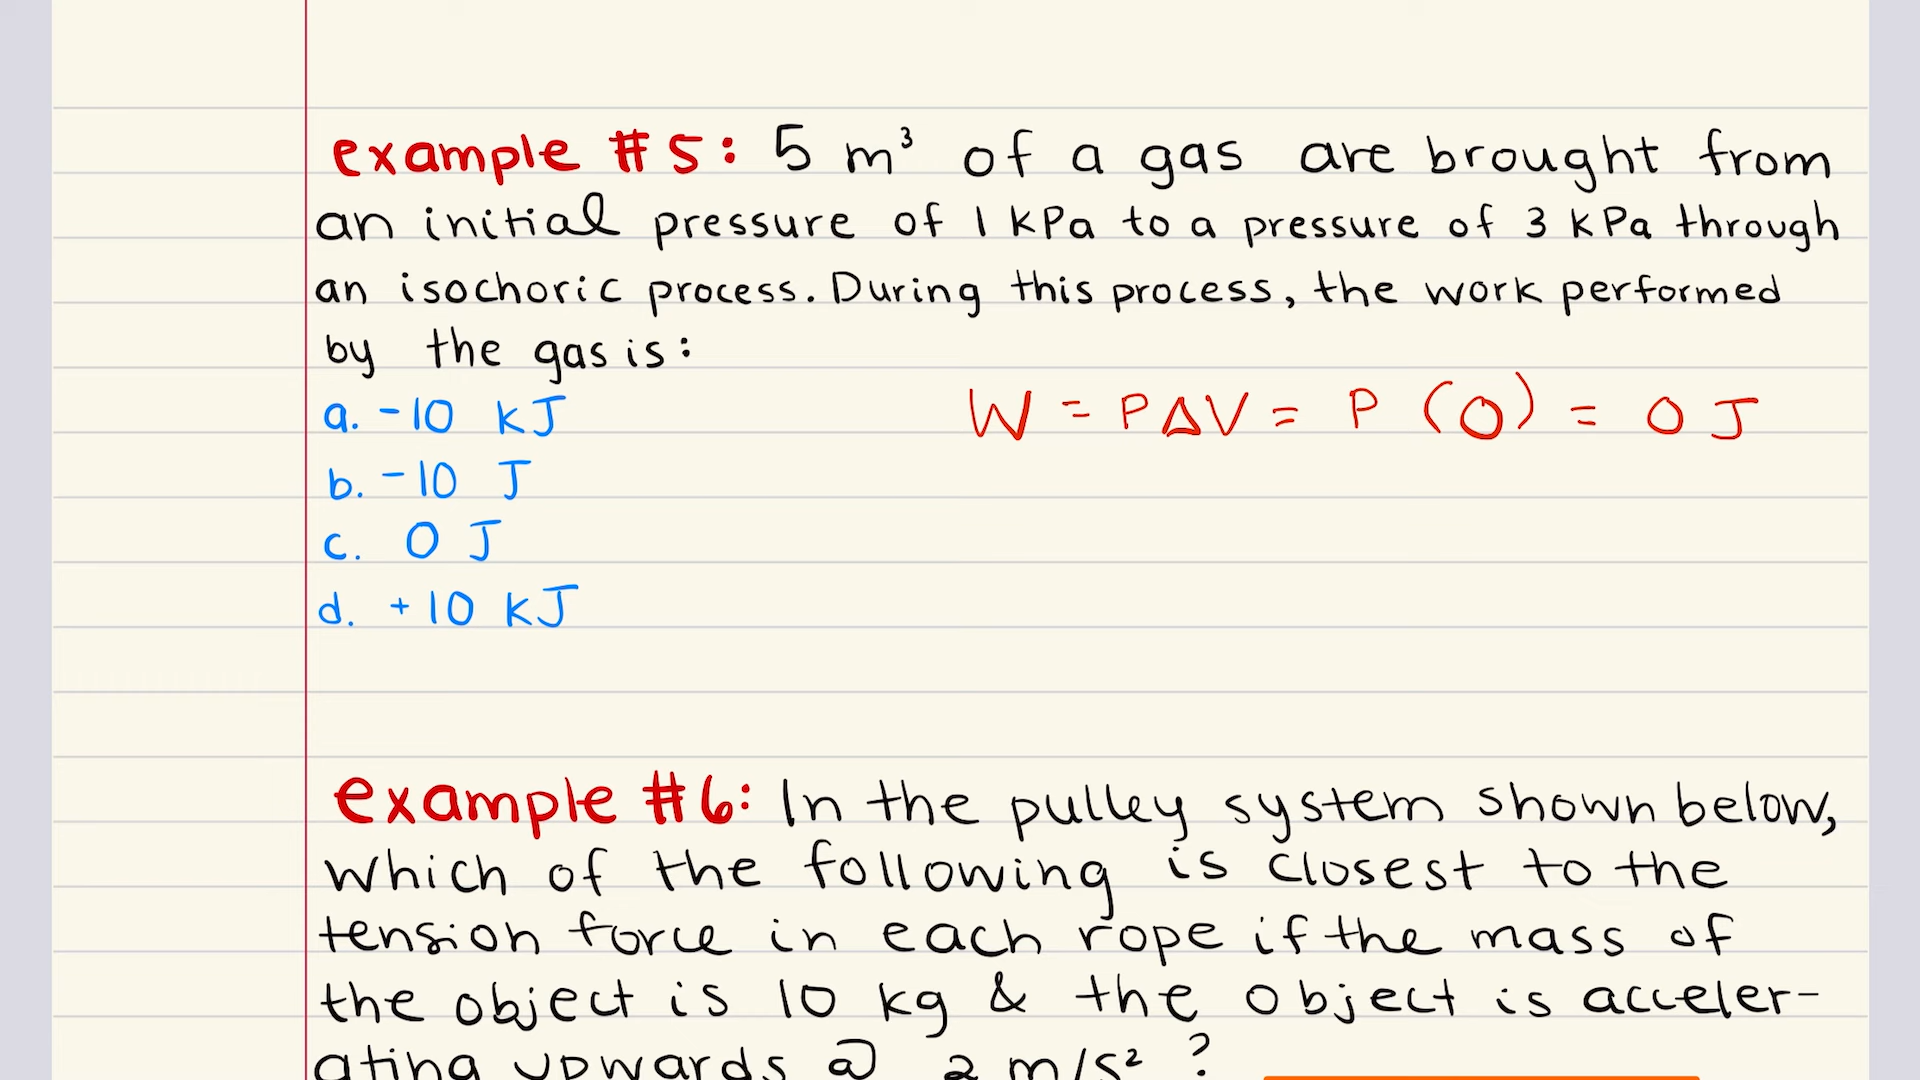 example #5: 5 m³ of a gas are brought from
an initial pressure of 1 kPa to a pressure of 3 kPa through
an isochoric process. During this process, the work performed
by the gas is:
W = PΔV = P (0) = 0 J
a. -10 kJ
b. -10 J
c. 0 J
d. +10 kJ
example #6: In the pulley system shown below,
which of the following is closest to the
tension force in each rope if the mass of
the object is 10 kg & the object is acceler-
ating upwards @ 2 m/s² ?